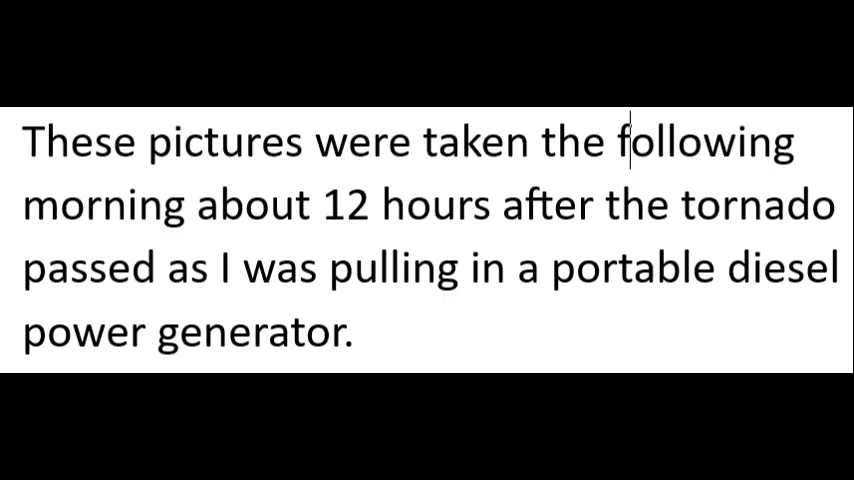 These pictures were taken the following
morning about 12 hours after the tornado
passed as I was pulling in a portable diesel
power generator.